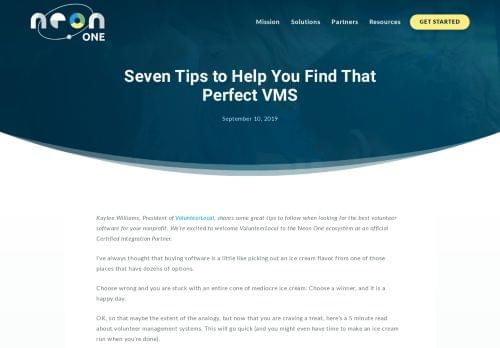 neon
ONE
Mission Solutions Partners Resources GET STARTED
Seven Tips to Help You Find That
Perfect VMS
September 10, 2019
Kaylee Williams, President of VolunteerLocal, shares some great tips to follow when looking for the best volunteer
software for your nonprofit. We're excited to welcome VolunteerLocal to the Neon One ecosystem as an official
Certified Integration Partner.
I've always thought that buying software is a little like picking out an ice cream flavor from one of those
places that have dozens of options.
Choose wrong and you are stuck with an entire cone of mediocre ice cream. Choose a winner, and it is a
happy day.
OK, so that maybe the extent of the analogy, but now that you are craving a treat, here's a 5 minute read
about volunteer management systems. This will go quick (and you might even have time to make an ice cream
run when you're done).